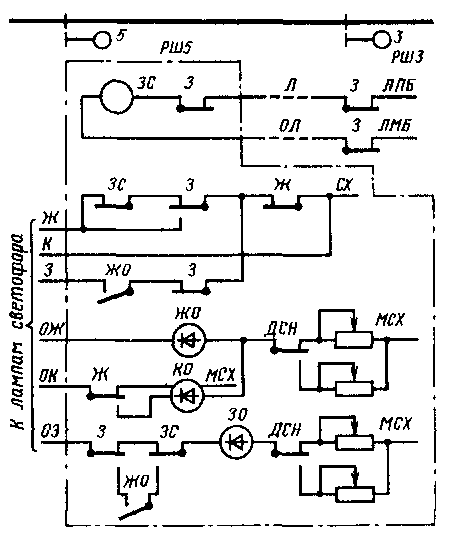 5 3
РШ5 РШ3
ЗС З Л З ЛПБ
ОЛ З ЛМБ
ЗС З Ж СХ
Ж
К
З ЖО З
ОЖ ЖО ДСН МСХ
ОК Ж КО МСХ
ОЗ З ЗС ЗО ДСН МСХ
ЖО
К лампам светофора